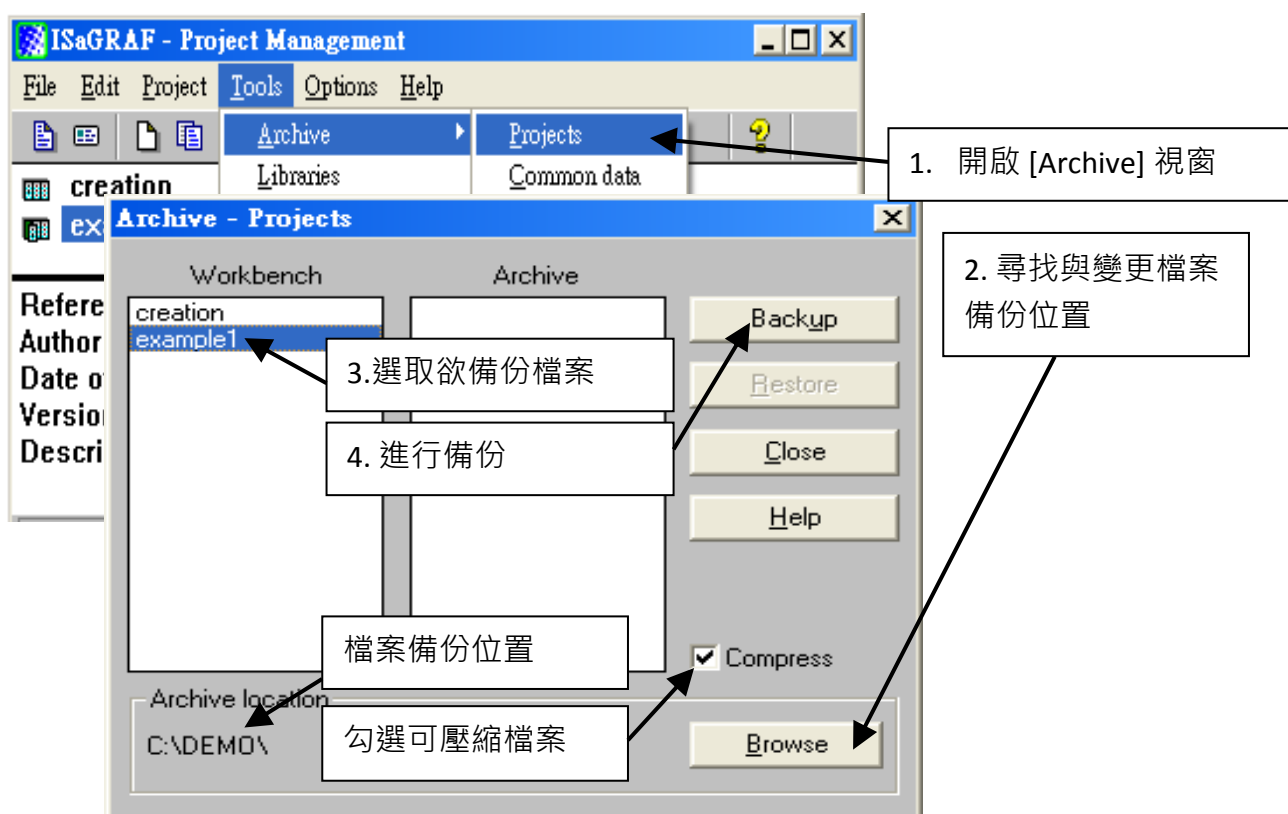 ISaGRAF - Project Management
File Edit Project Tools Options Help
Archive
Projects
Libraries
Common data
1. 開啟 [Archive] 視窗
creation
ex
Archive - Projects
2. 尋找與變更檔案
備份位置
Workbench
Archive
Refere
Author
Date o
Version
Descri
creation
example1
Backup
Restore
Close
Help
3.選取欲備份檔案
4. 進行備份
檔案備份位置
Compress
Archive location
C:\DEMO\
勾選可壓縮檔案
Browse